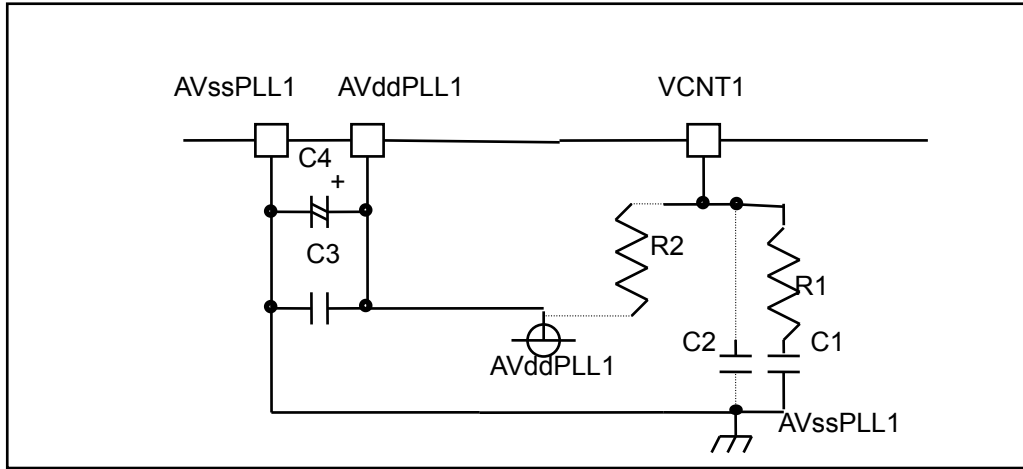 AVssPLL1
AVddPLL1
VCNT1
C4
+
C3
R2
R1
AVddPLL1
C2
C1
AVssPLL1